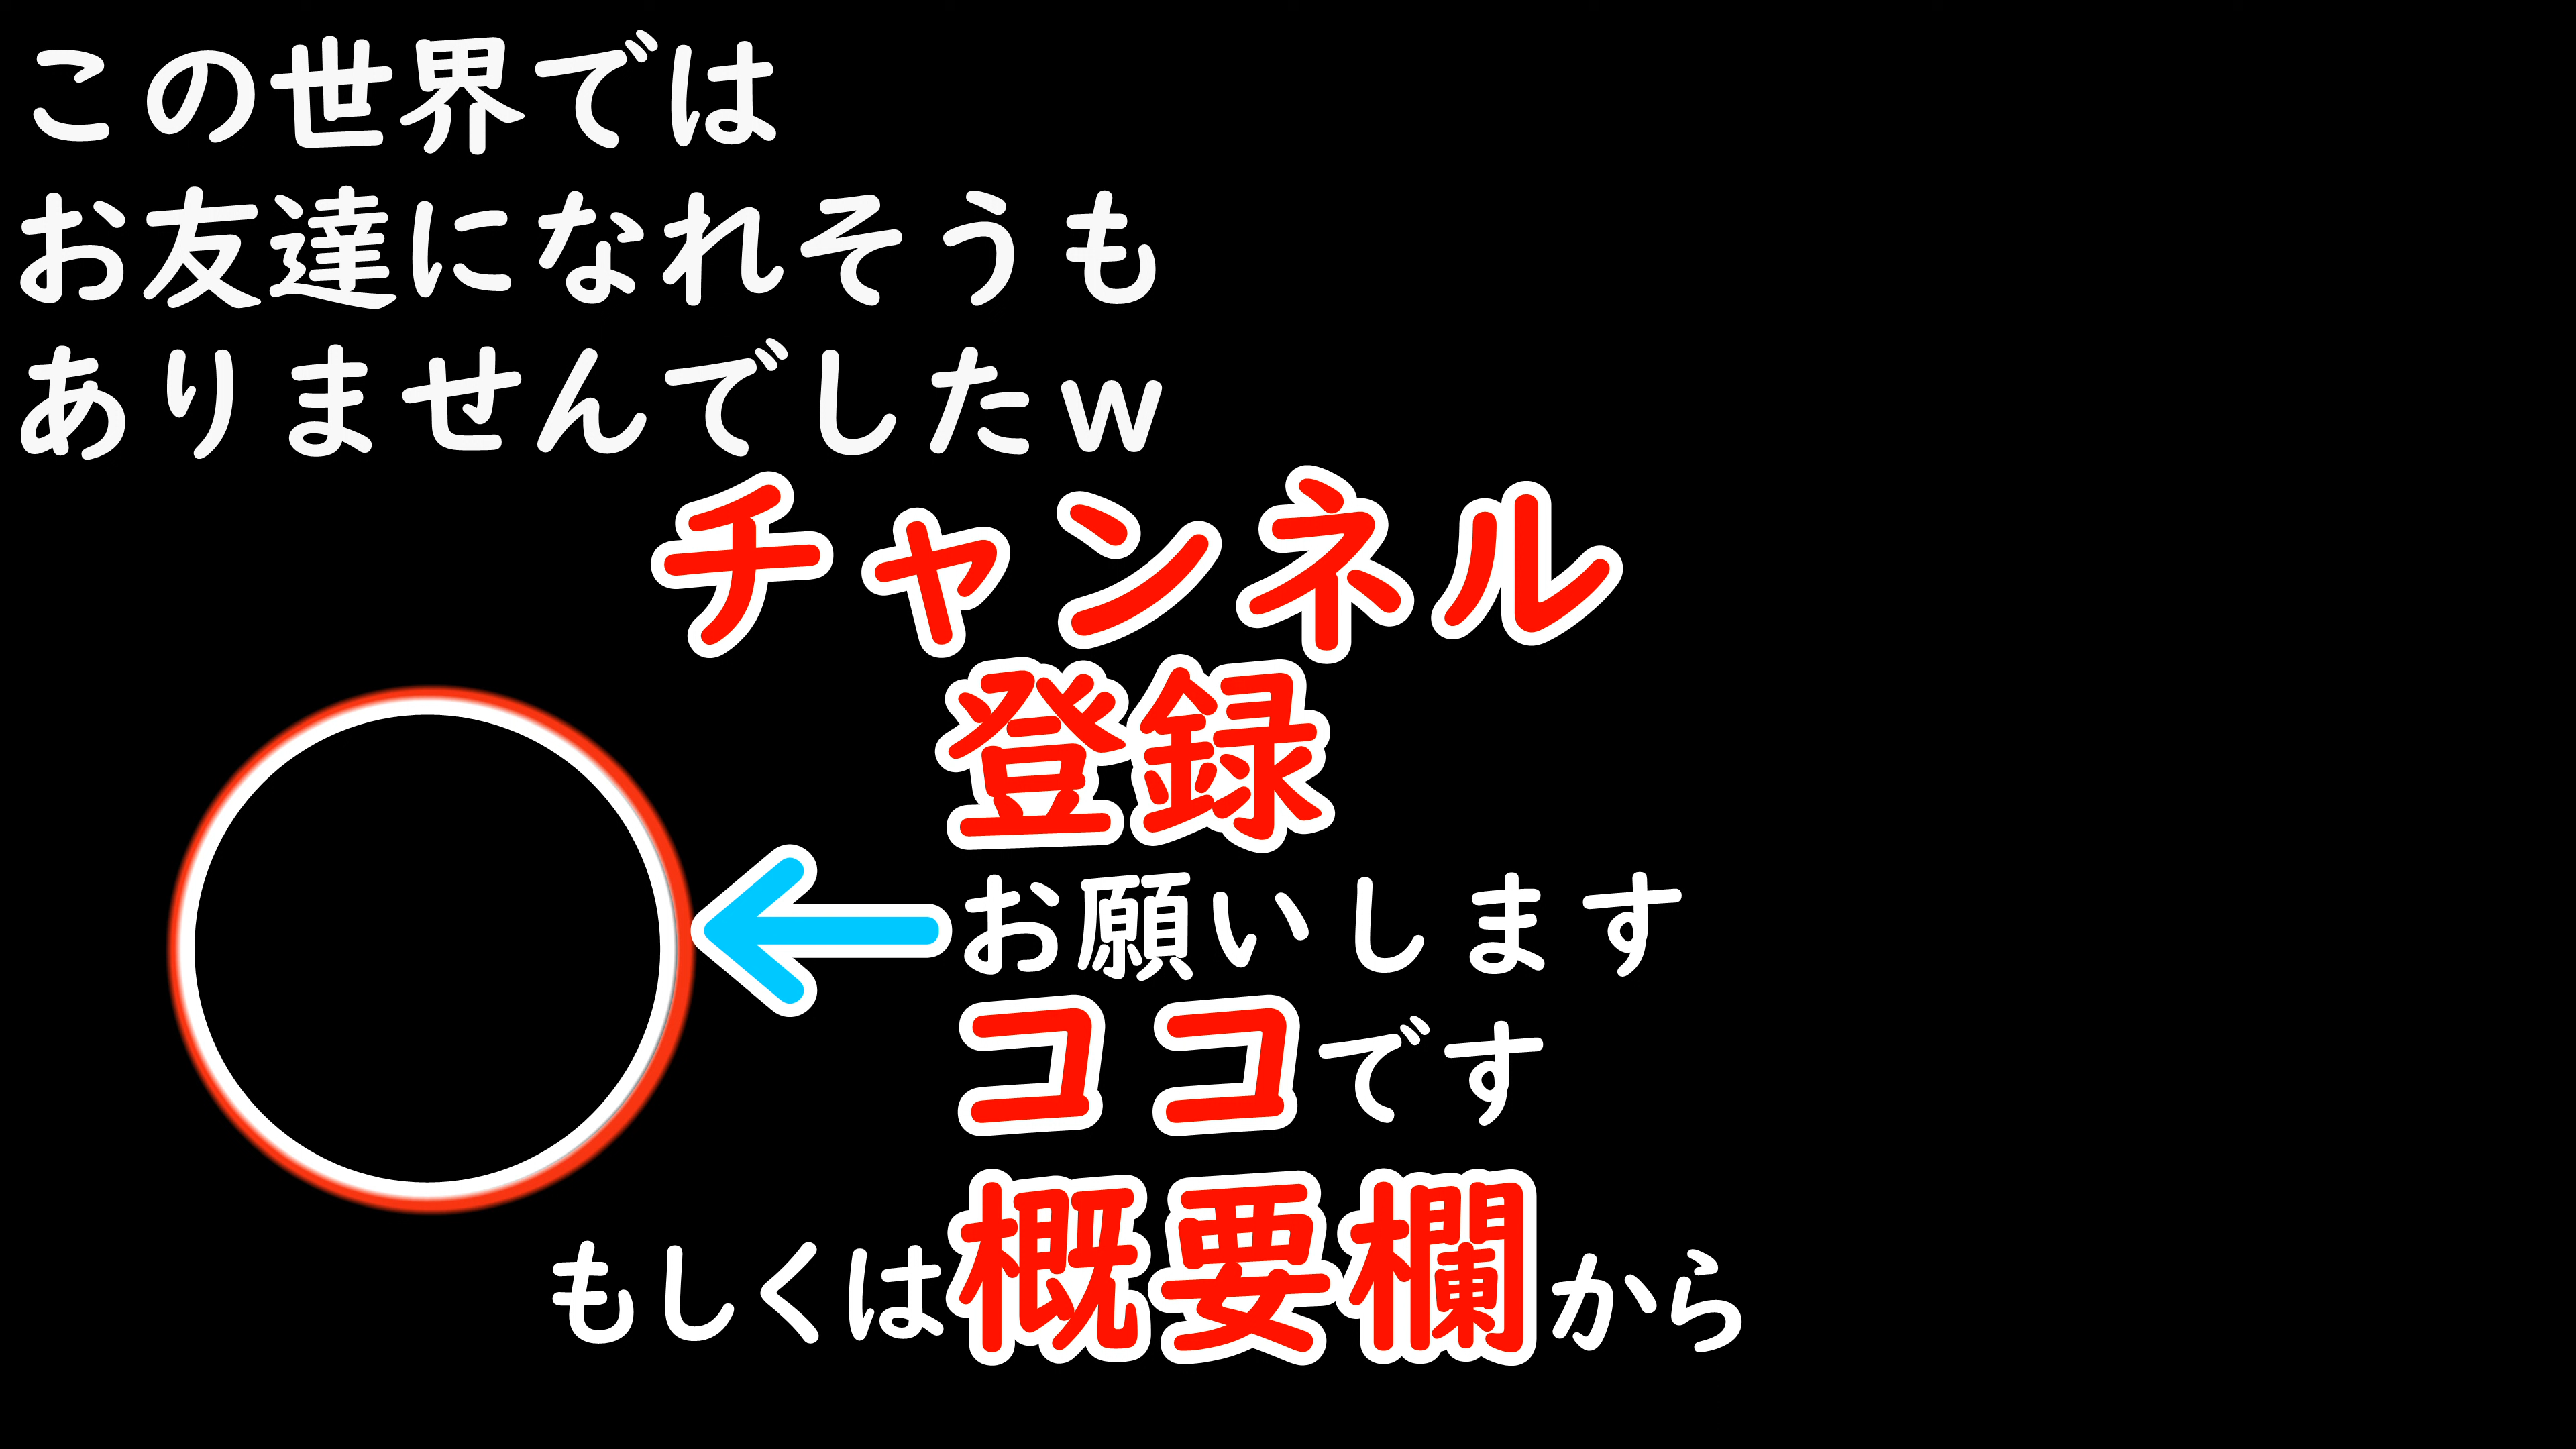 この世界では
お友達になれそうも
ありませんでしたｗ
チャンネル
登録
お願いします
ココです
もしくは概要欄から